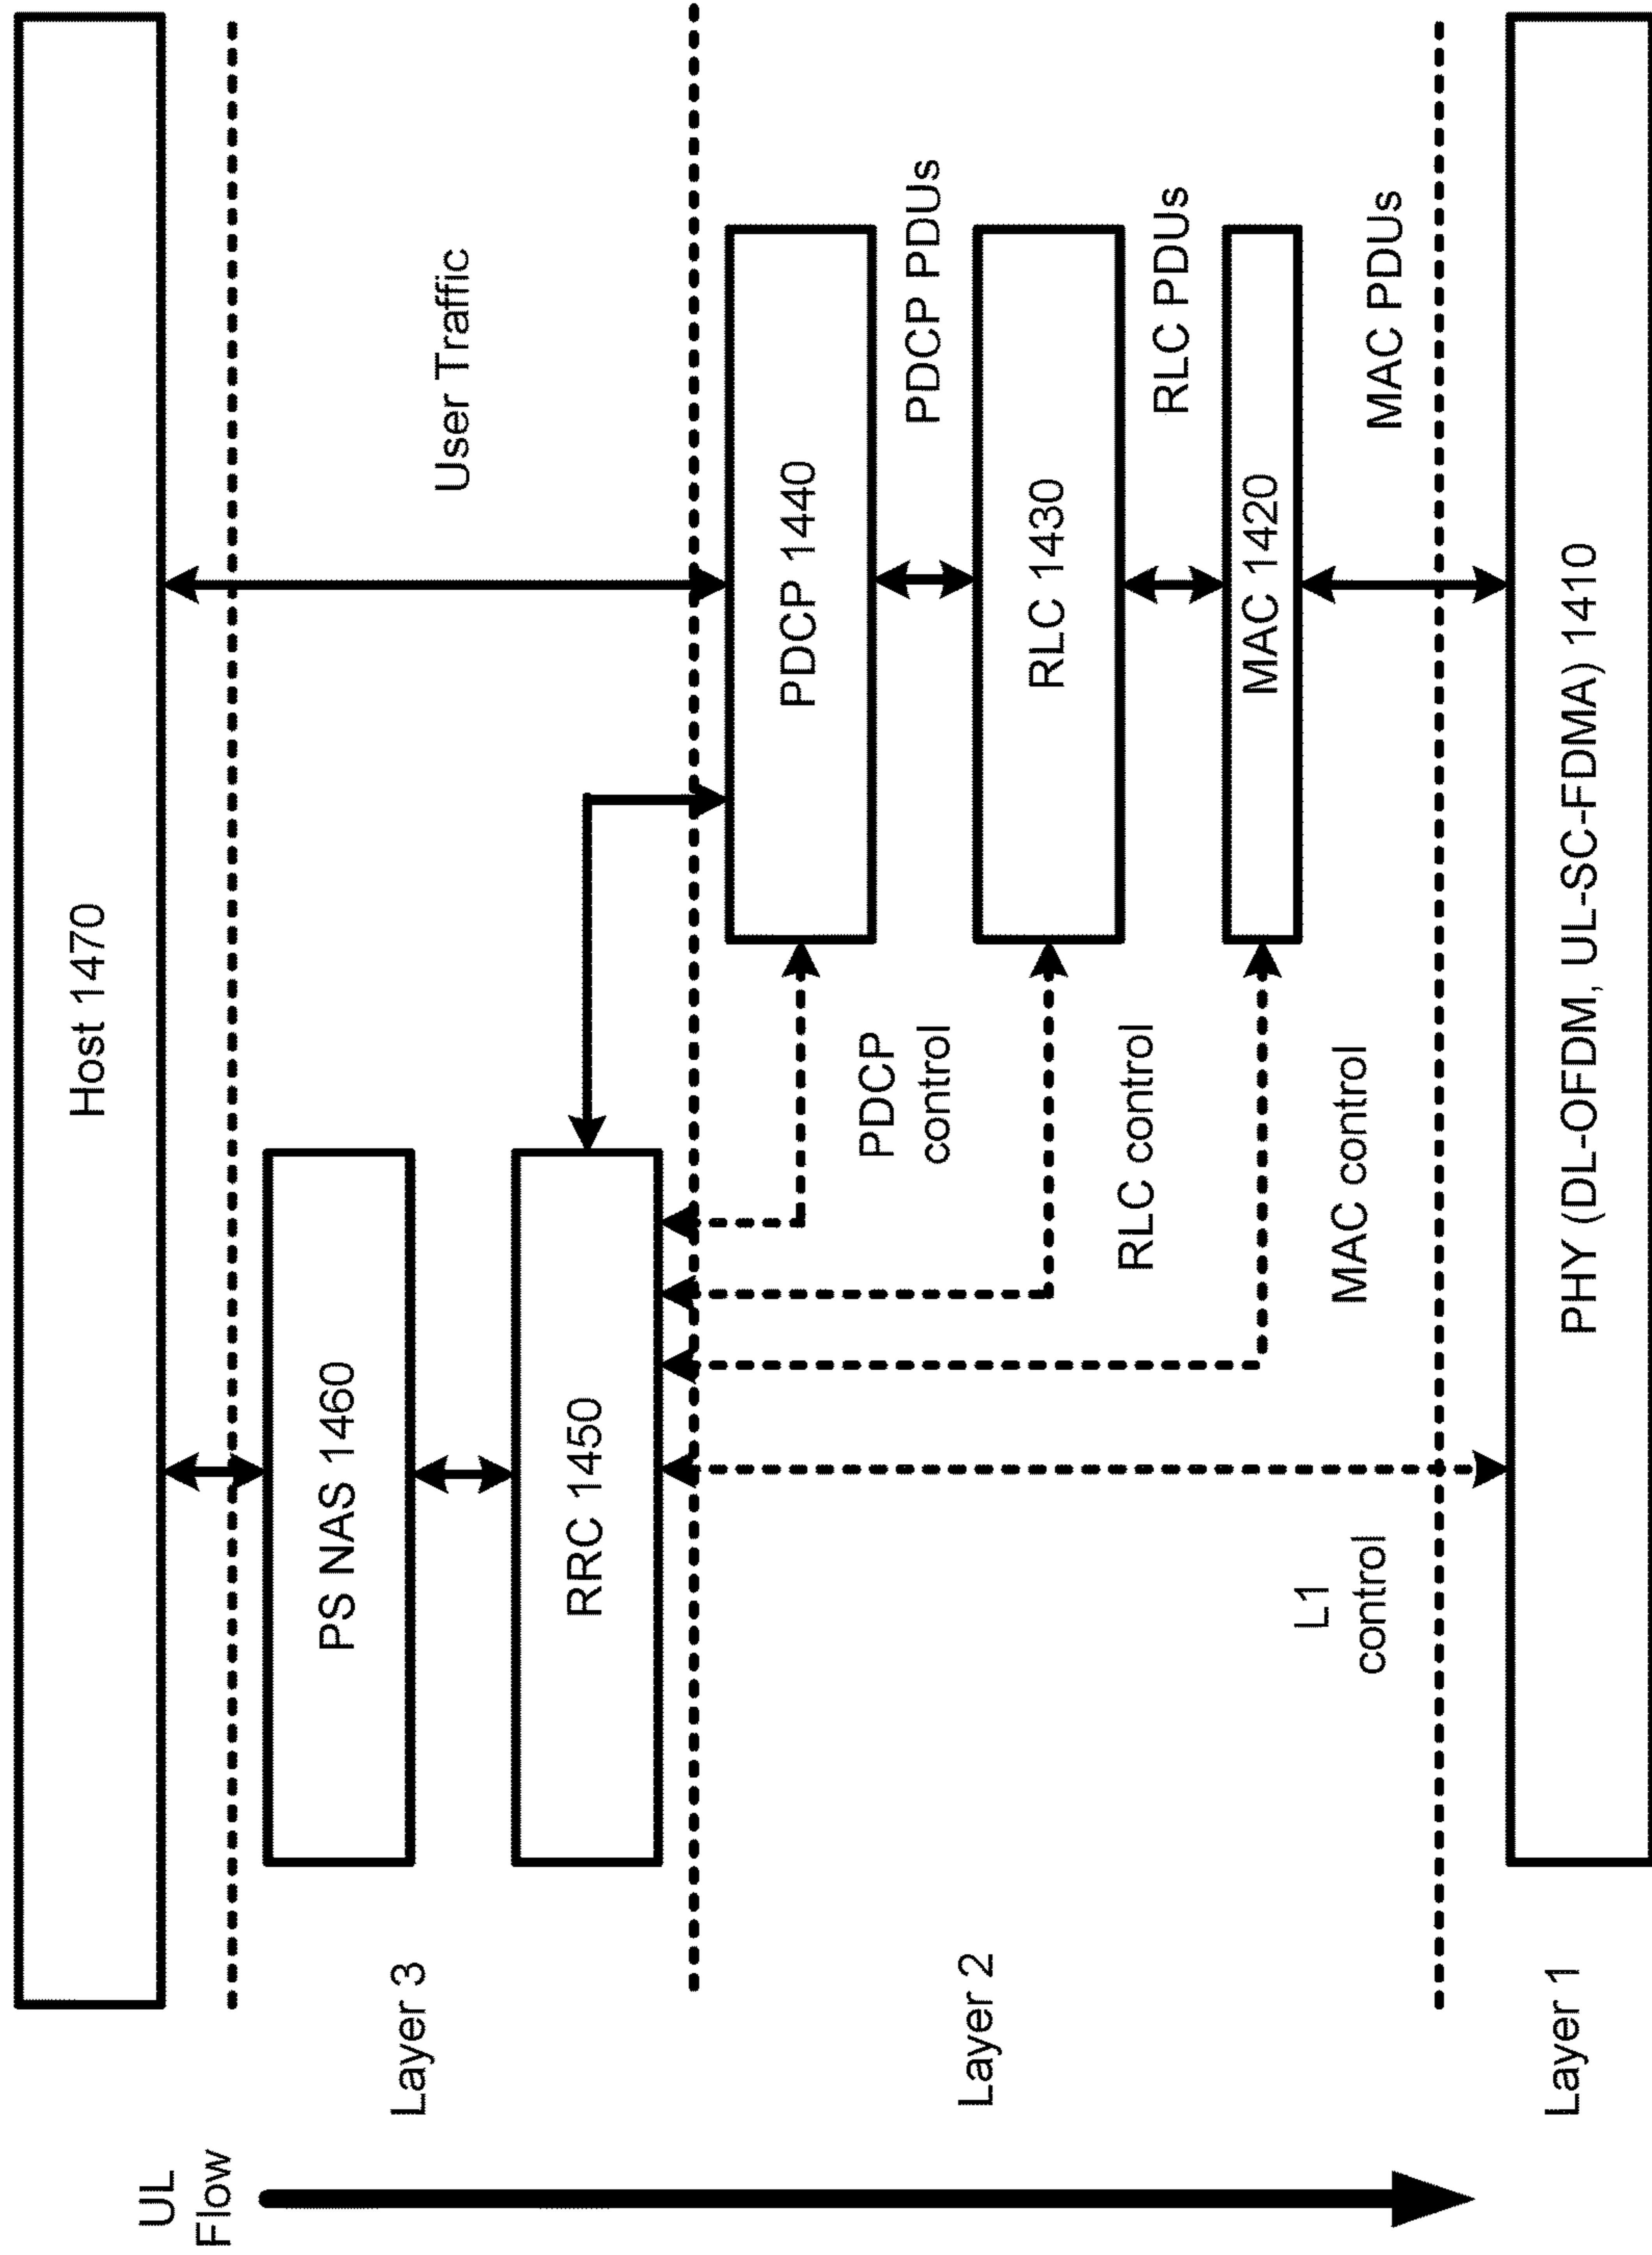 UL
Flow
Host 1470
Layer 3
PS NAS 1460
User Traffic
RRC 1450
Layer 2
PDCP 1440
PDCP
control
PDCP PDUs
RLC 1430
RLC control
RLC PDUs
MAC 1420
L1
control
MAC control
MAC PDUs
Layer 1
PHY (DL-OFDM, UL-SC-FDMA) 1410